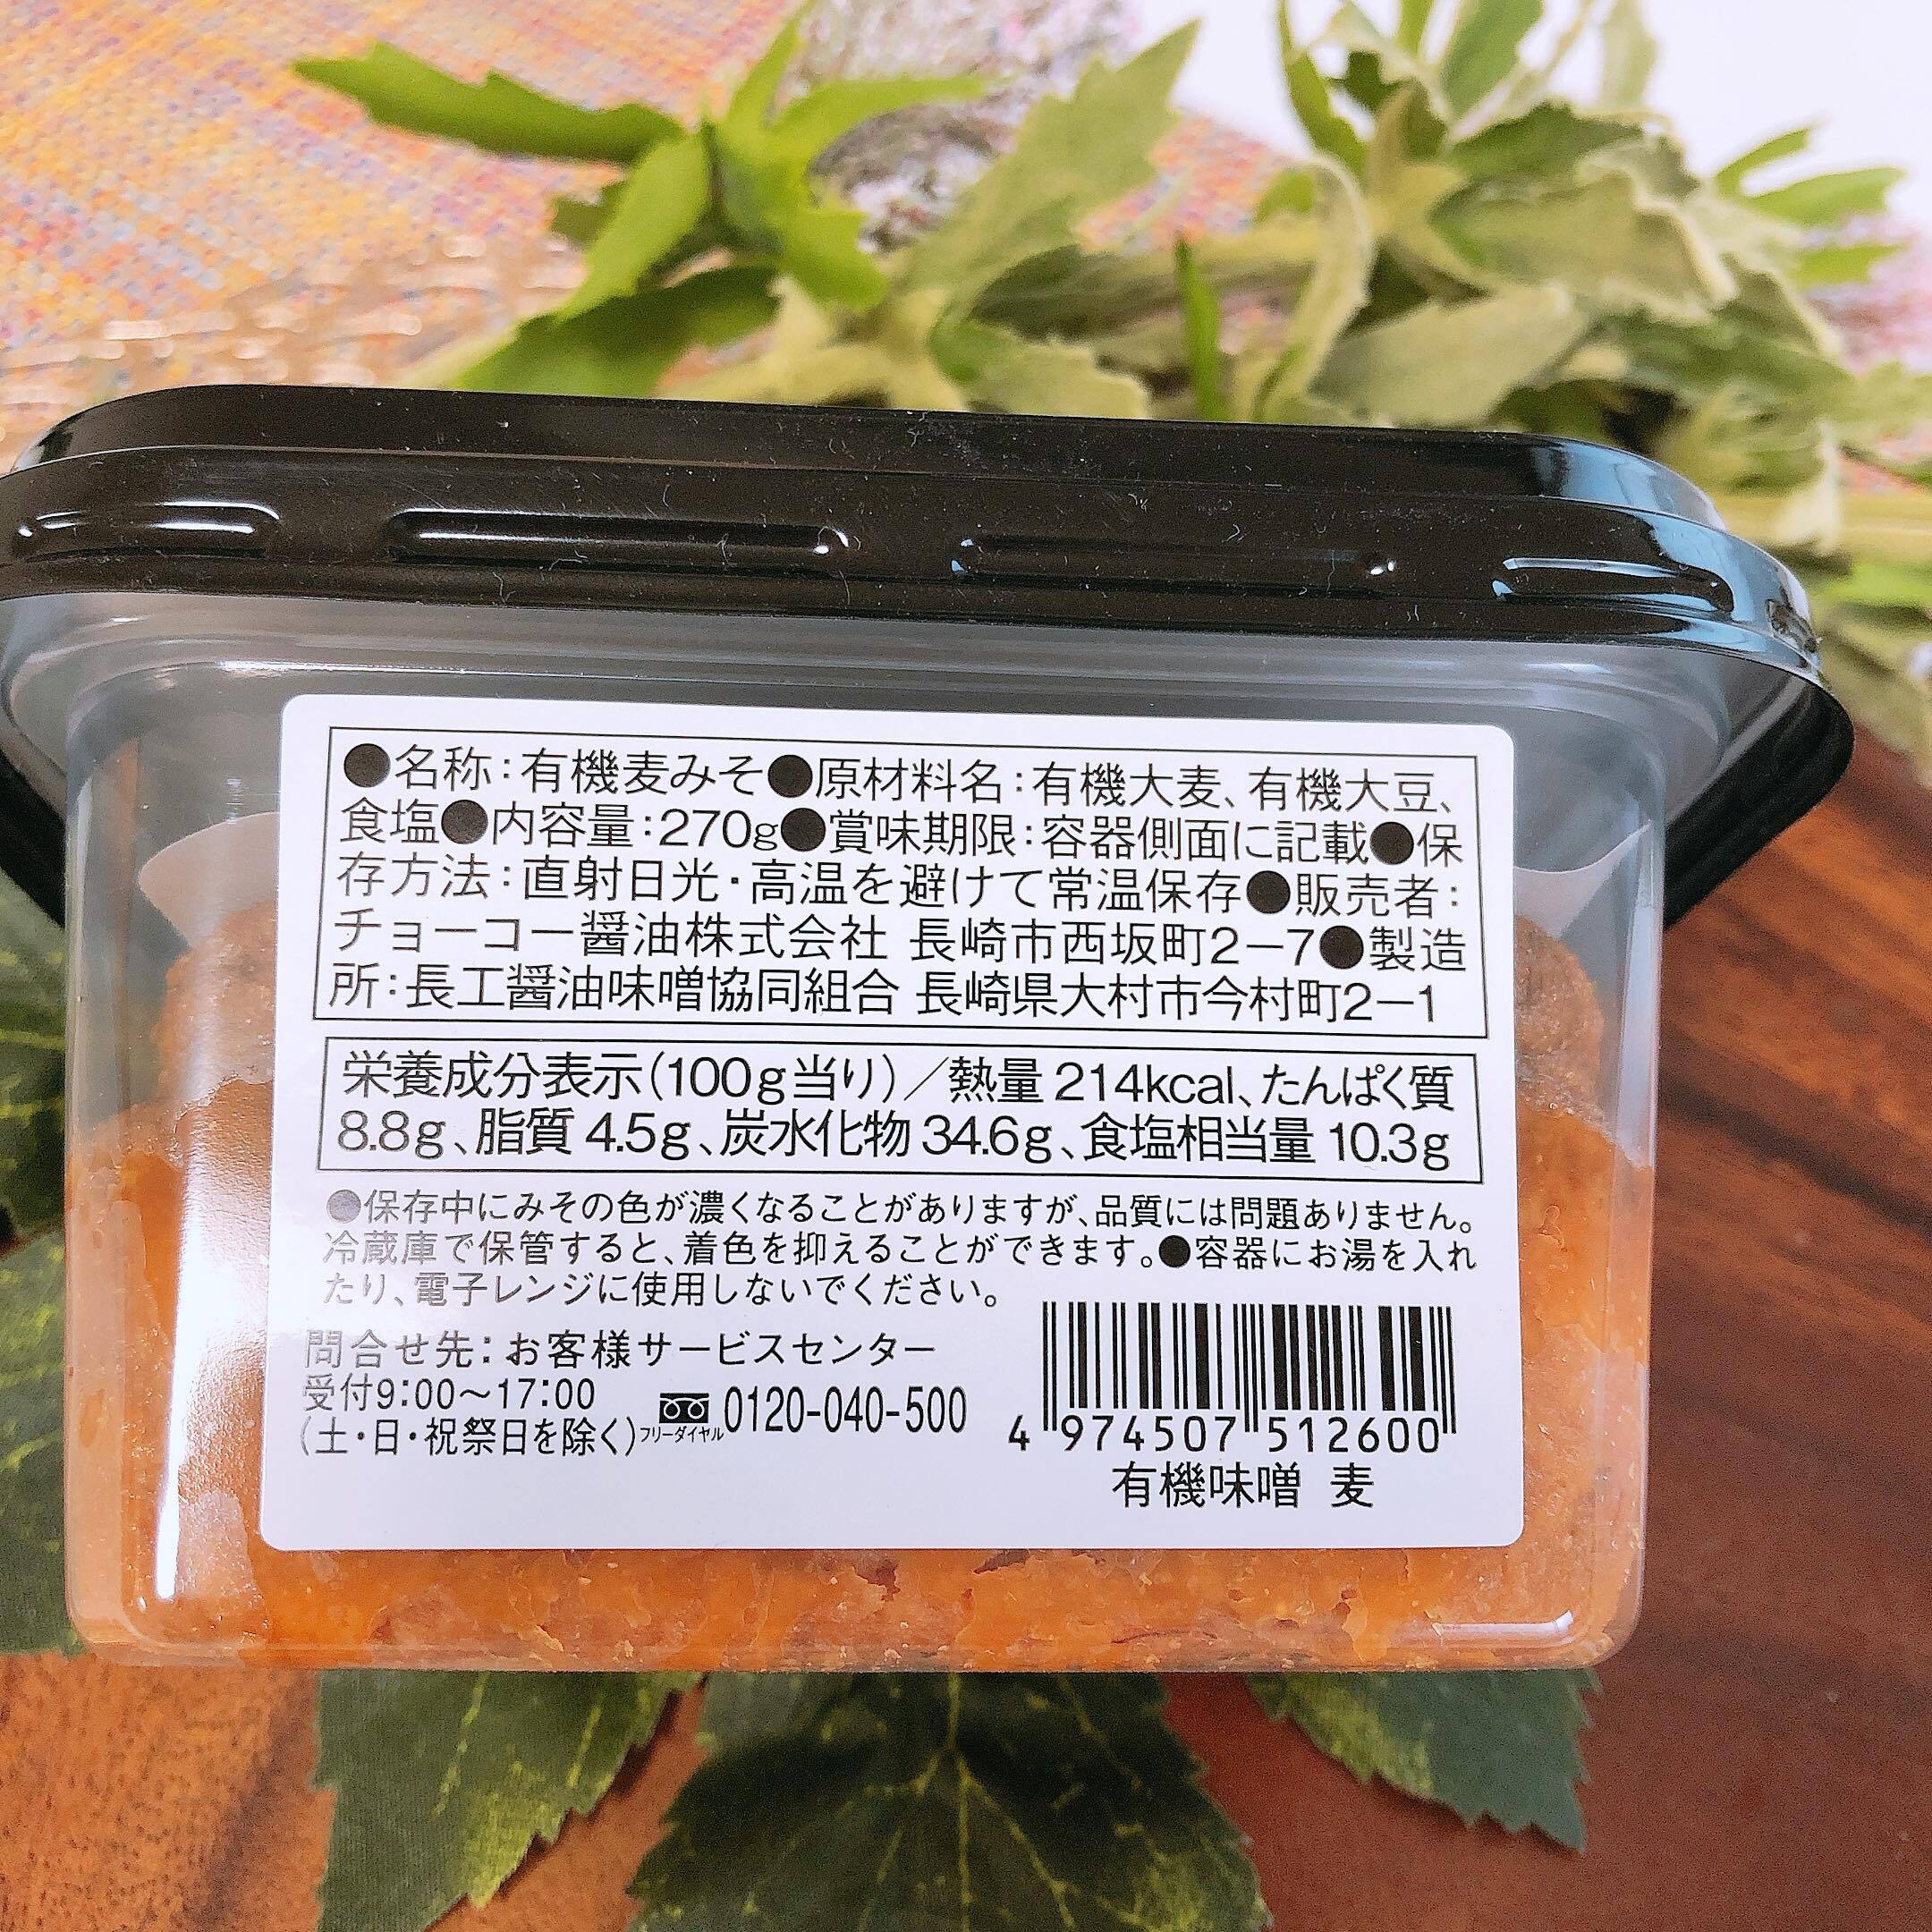 ●名称:有機麦みそ●原材料名:有機大麦、有機大豆、
食塩●内容量:270g●賞味期限:容器側面に記載●保
存方法:直射日光・高温を避けて常温保存●販売者:
チョーコー醤油株式会社 長崎市西坂町2-7●製造
所:長工醤油味噌協同組合 長崎県大村市今村町2-1
栄養成分表示(100g当り)/熱量 214kcal、たんぱく質
8.8g、脂質 4.5g、炭水化物 34.6g、食塩相当量 10.3g
●保存中にみその色が濃くなることがありますが、品質には問題ありません。
冷蔵庫で保管すると、着色を抑えることができます。●容器にお湯を入れ
たり、電子レンジに使用しないでください。
問合せ先:お客様サービスセンター
受付9:00~17:00
(土・日・祝祭日を除く)フリーダイヤル0120-040-500
4 974507 512600
有機味噌 麦